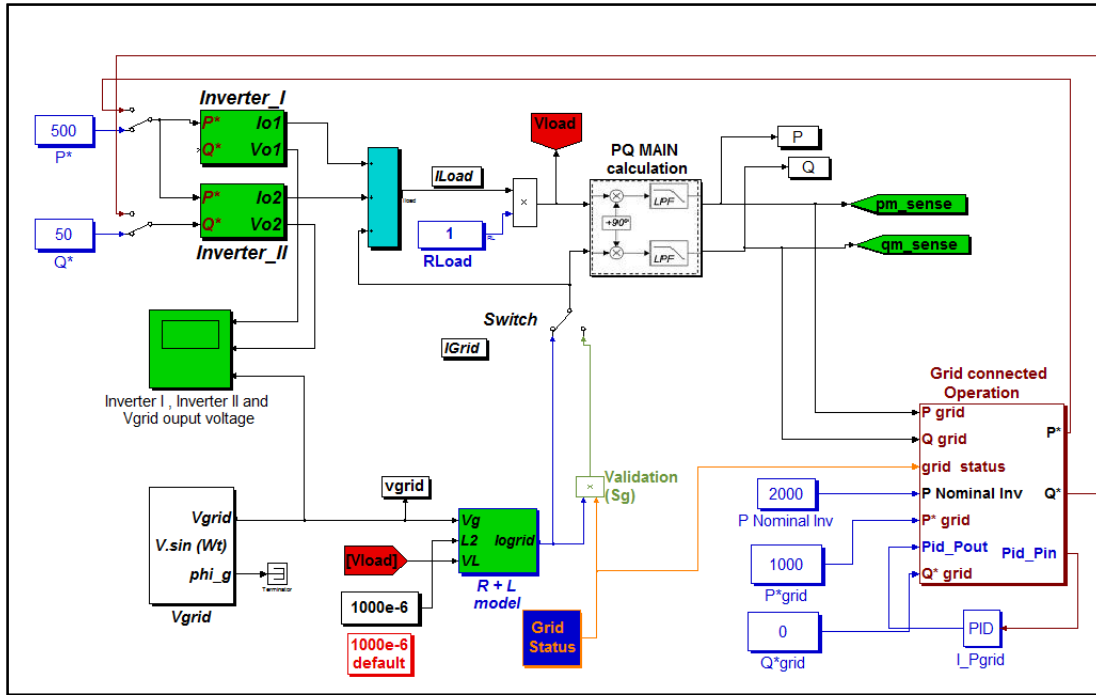 Inverter_I
500
P*
P*
Q*
Io1
Vo1
P*
Q*
Io2
Vo2
Inverter_II
50
Q*
ILoad
1
RLoad
×
Vload
PQ MAIN
calculation
LPF
+90º
LPF
P
Q
pm_sense
qm_sense
Switch
IGrid
Inverter I , Inverter II and
Vgrid ouput voltage
Grid connected
Operation
P grid
Q grid
grid status
P Nominal Inv
P* grid
Pid_Pout
Q* grid
P*
Q*
Pid_Pin
Validation
(Sg)
×
2000
P Nominal Inv
1000
P*grid
0
Q*grid
PID
I_Pgrid
vgrid
Vgrid
V.sin (Wt)
phi_g
Vgrid
Terminator
[Vload]
Vg
L2
VL
Iogrid
R + L
model
1000e-6
1000e-6
default
Grid
Status